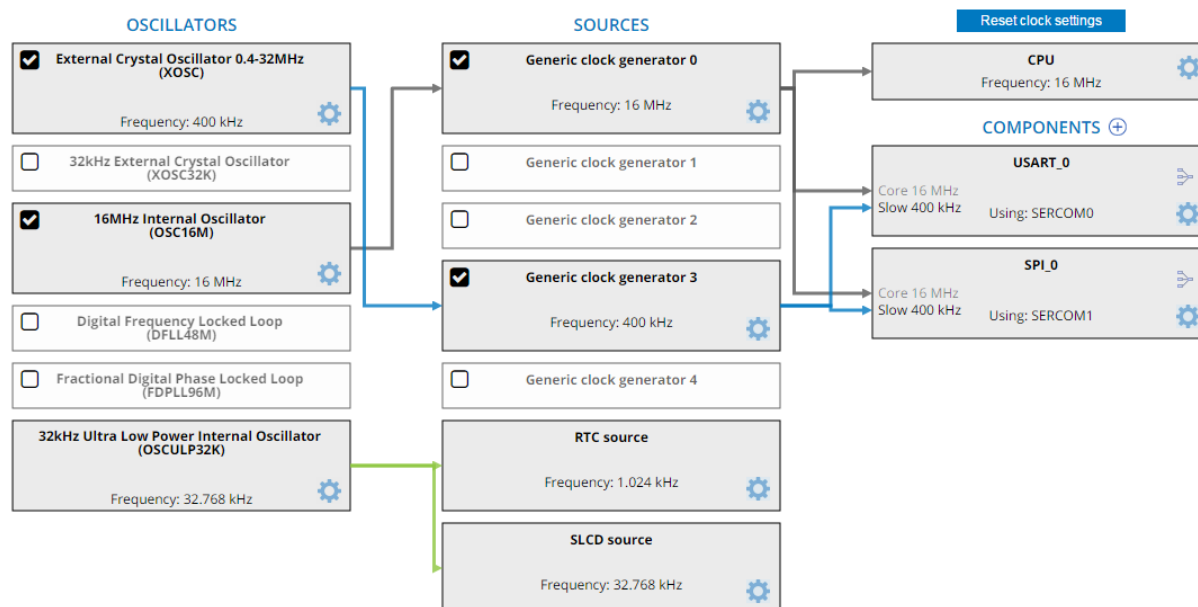 OSCILLATORS
External Crystal Oscillator 0.4-32MHz
(XOSC)
Frequency: 400 kHz
32kHz External Crystal Oscillator
(XOSC32K)
16MHz Internal Oscillator
(OSC16M)
Frequency: 16 MHz
Digital Frequency Locked Loop
(DFLL48M)
Fractional Digital Phase Locked Loop
(FDPLL96M)
32kHz Ultra Low Power Internal Oscillator
(OSCULP32K)
Frequency: 32.768 kHz
SOURCES
Generic clock generator 0
Frequency: 16 MHz
Generic clock generator 1
Generic clock generator 2
Generic clock generator 3
Frequency: 400 kHz
Generic clock generator 4
RTC source
Frequency: 1.024 kHz
SLCD source
Frequency: 32.768 kHz
Reset clock settings
CPU
Frequency: 16 MHz
COMPONENTS
USART_0
Core 16 MHz
Slow 400 kHz
Using: SERCOM0
SPI_0
Core 16 MHz
Slow 400 kHz
Using: SERCOM1